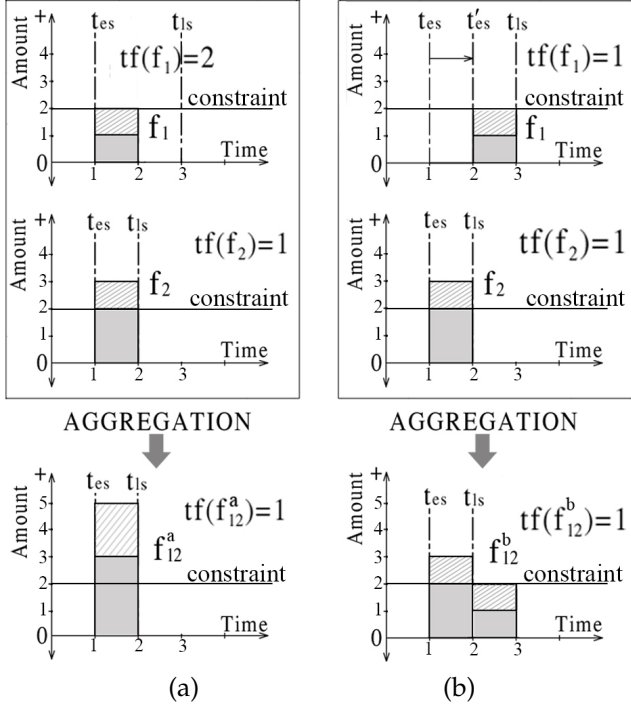 +
t_es t_ls
Amount
4
3
2
1
0
tf(f_1)=2
constraint
f_1
Time
1 2 3
+
t_es t_ls
Amount
4
3
2
1
0
tf(f_2)=1
f_2
constraint
Time
1 2 3
AGGREGATION
+
t_es t_ls
Amount
5
4
3
2
1
0
tf(f_12^a)=1
f_12^a
constraint
Time
1 2 3
(a)
+
t_es t'_es t_ls
Amount
4
3
2
1
0
tf(f_1)=1
constraint
f_1
Time
1 2 3
+
t_es t_ls
Amount
4
3
2
1
0
tf(f_2)=1
f_2
constraint
Time
1 2 3
AGGREGATION
+
t_es t_ls
Amount
5
4
3
2
1
0
tf(f_12^b)=1
f_12^b
constraint
Time
1 2 3
(b)